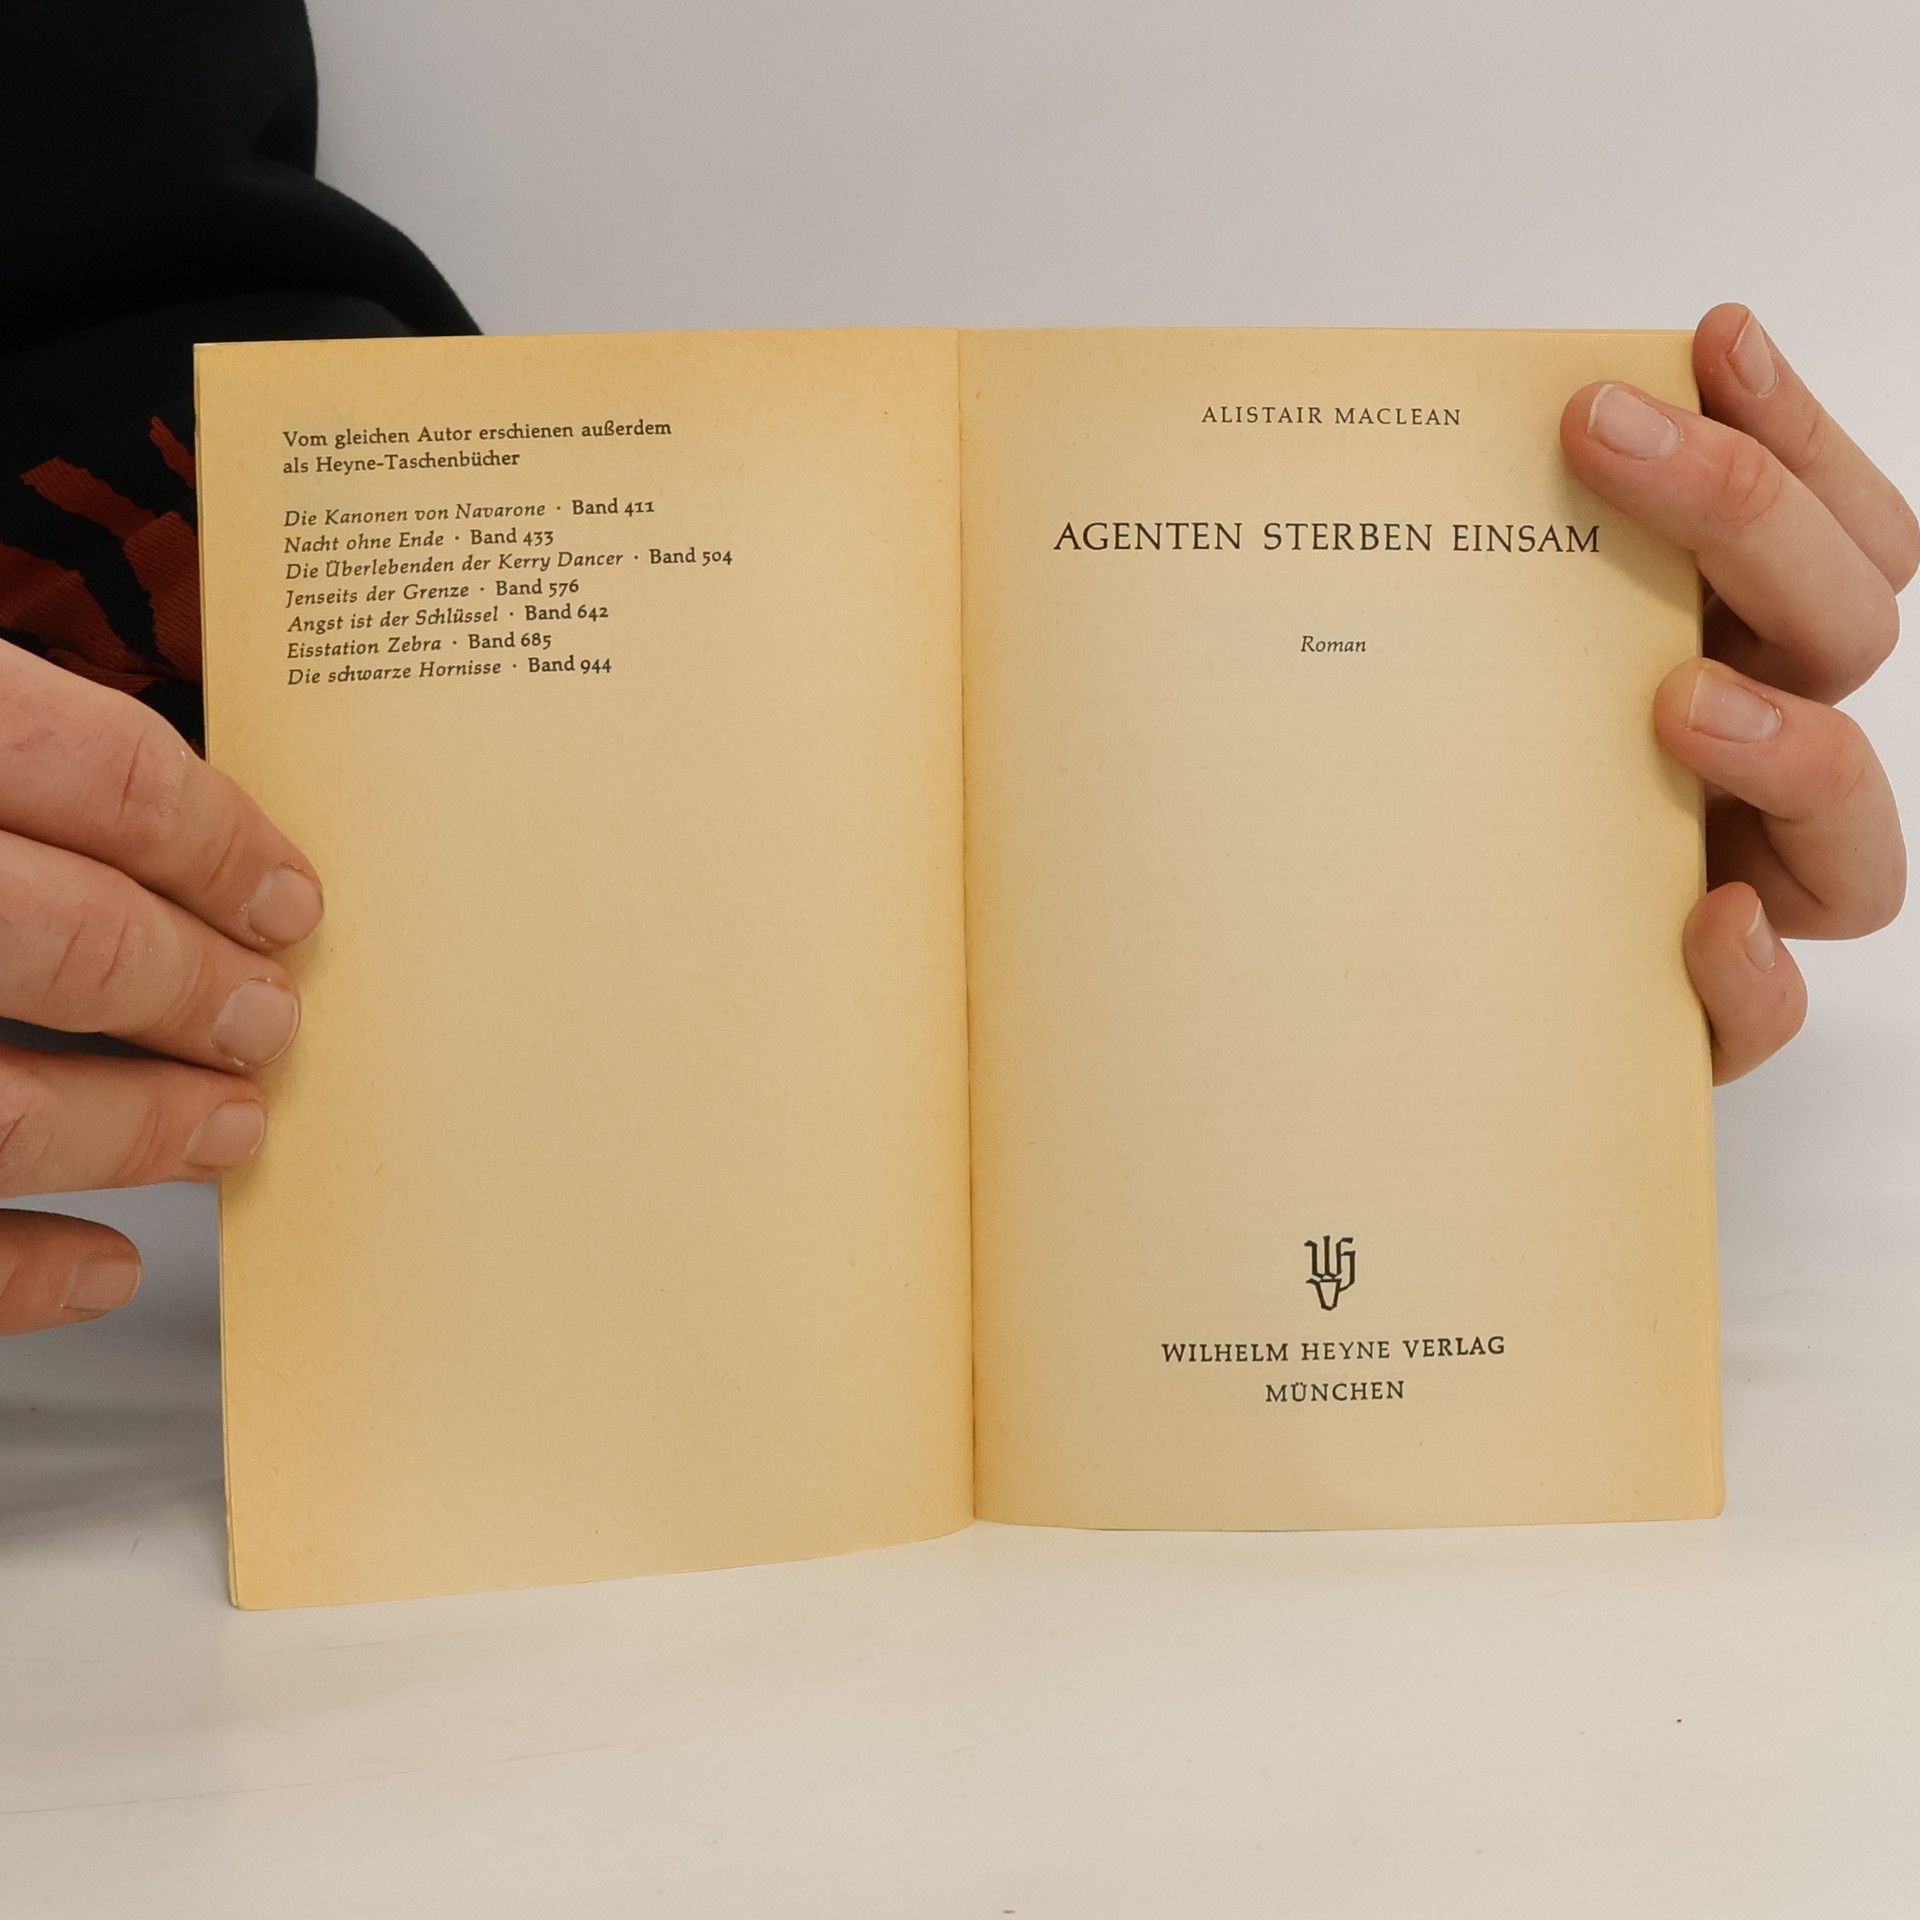 Vom gleichen Autor erschienen außerdem
als Heyne-Taschenbücher
Die Kanonen von Navarone · Band 411
Nacht ohne Ende · Band 433
Die Überlebenden der Kerry Dancer · Band 504
Jenseits der Grenze · Band 576
Angst ist der Schlüssel · Band 642
Eisstation Zebra · Band 685
Die schwarze Hornisse · Band 944
ALISTAIR MACLEAN
AGENTEN STERBEN EINSAM
Roman
WILHELM HEYNE VERLAG
MÜNCHEN